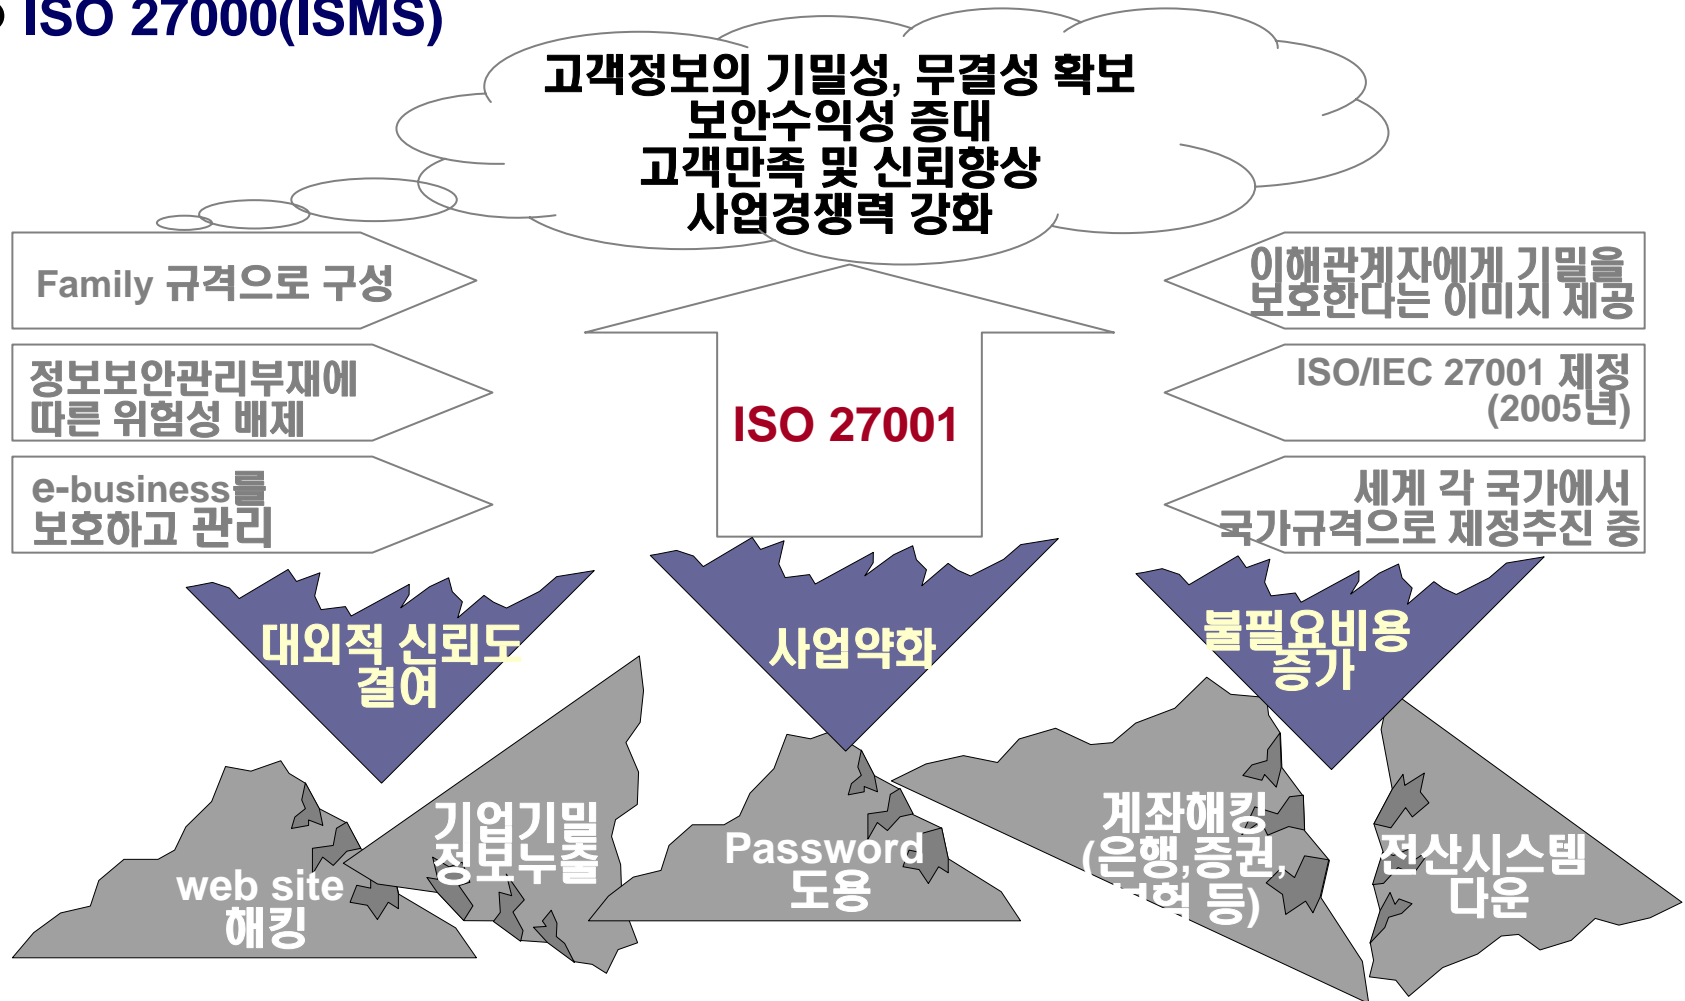 ISO 27000(ISMS)
고객정보의 기밀성, 무결성 확보
보안수익성 증대
고객만족 및 신뢰향상
사업경쟁력 강화
Family 규격으로 구성
정보보안관리부재에
따른 위험성 배제
e-business를
보호하고 관리
ISO 27001
이해관계자에게 기밀을
보호한다는 이미지 제공
ISO/IEC 27001 제정
(2005년)
세계 각 국가에서
국가규격으로 제정추진 중
대외적 신뢰도
결여
사업약화
불필요비용
증가
web site
해킹
기업기밀
정보누출
Password
도용
계좌해킹
(은행,증권,
보험 등)
전산시스템
다운